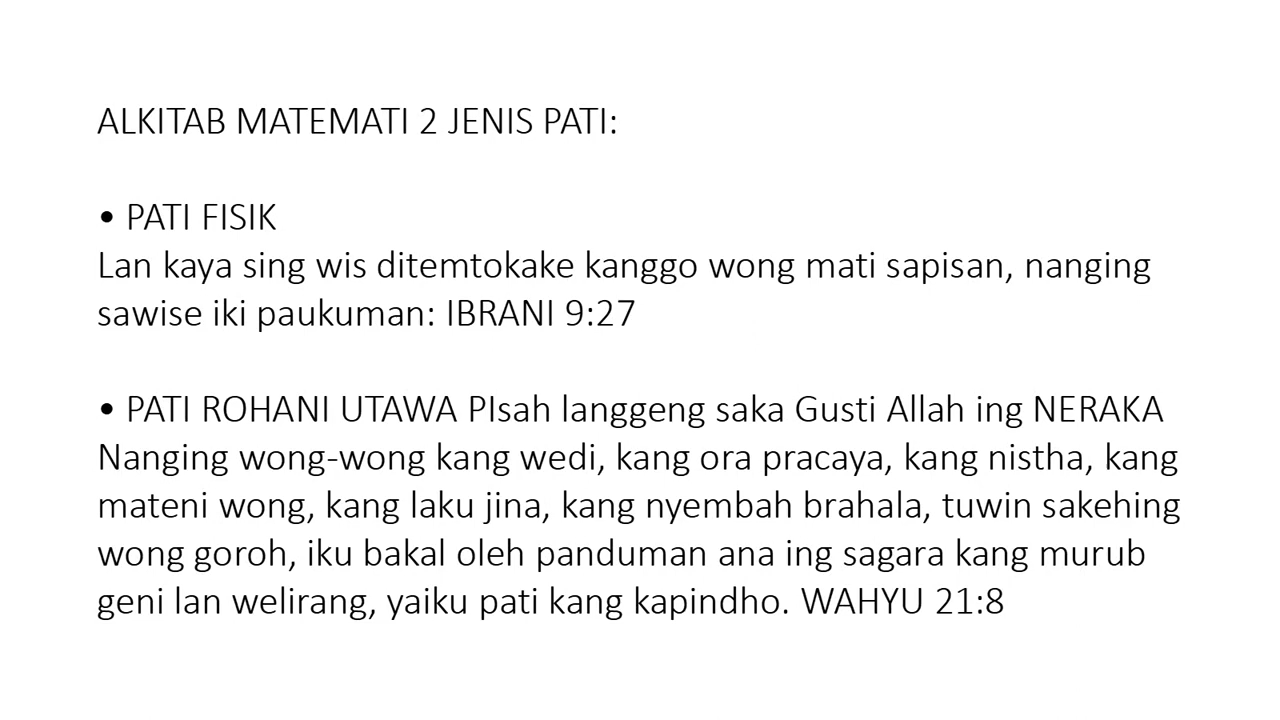 ALKITAB MATEMATI 2 JENIS PATI:
• PATI FISIK
Lan kaya sing wis ditemtokake kanggo wong mati sapisan, nanging
sawise iki paukuman: IBRANI 9:27
• PATI ROHANI UTAWA PIsah langgeng saka Gusti Allah ing NERAKA
Nanging wong-wong kang wedi, kang ora pracaya, kang nistha, kang
mateni wong, kang laku jina, kang nyembah brahala, tuwin sakehing
wong goroh, iku bakal oleh panduman ana ing sagara kang murub
geni lan welirang, yaiku pati kang kapindho. WAHYU 21:8